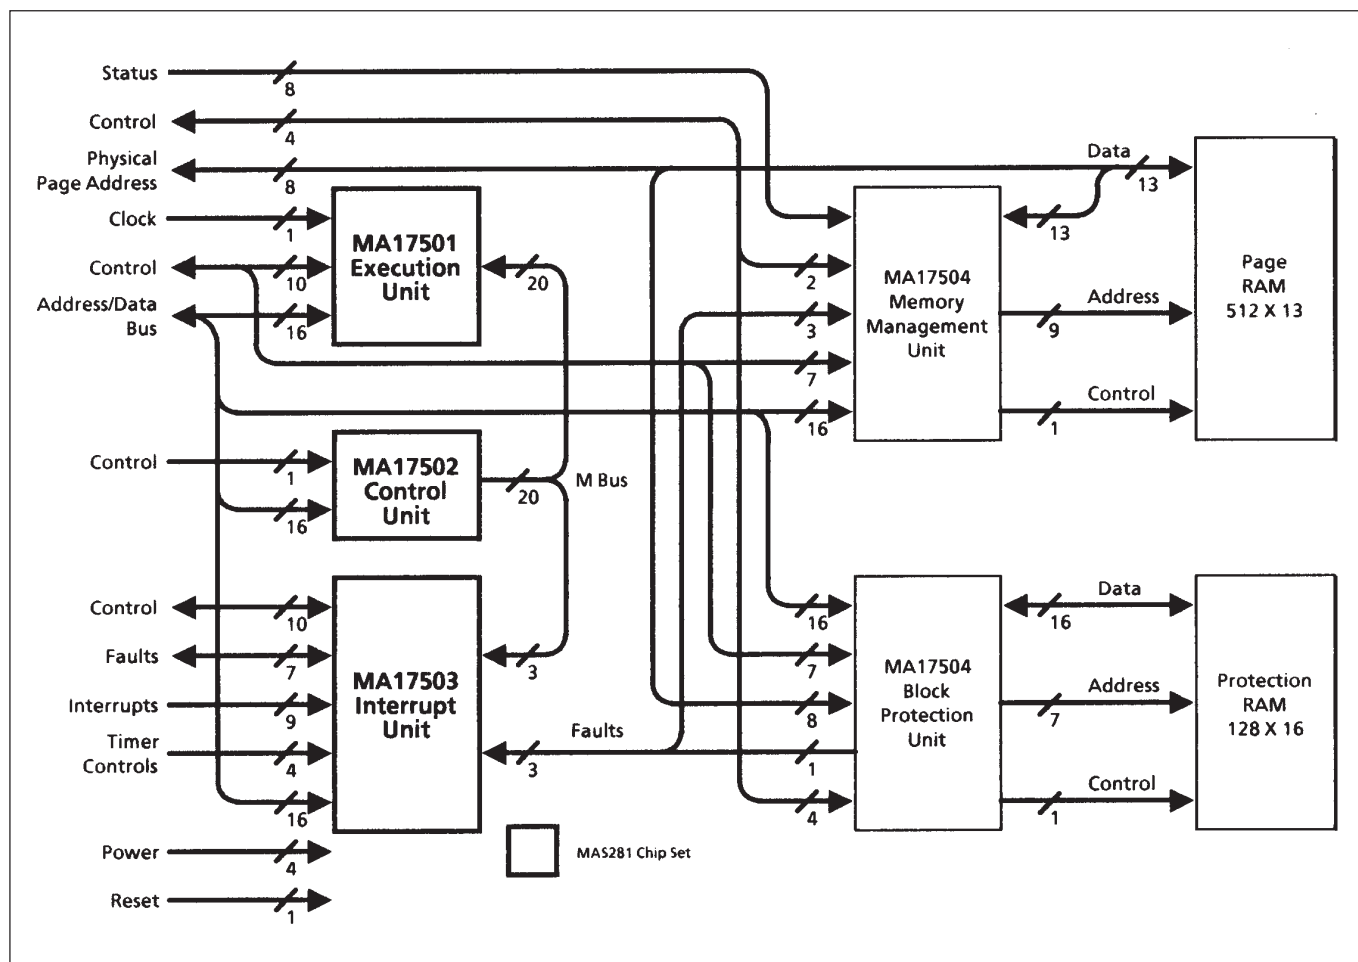 Status
8
Control
4
Physical
Page Address
8
Data
13
Clock
1
MA17501
Execution
Unit
13
Control
10
20
2
MA17504
Memory
Management
Unit
Page
RAM
512 X 13
Address/Data
Bus
16
3
Address
9
7
16
Control
1
Control
1
MA17502
Control
Unit
20
M Bus
16
Control
10
16
Data
16
Faults
7
MA17503
Interrupt
Unit
3
7
MA17504
Block
Protection
Unit
Protection
RAM
128 X 16
Interrupts
9
8
Address
7
Timer
Controls
4
Faults
3
1
16
4
Control
1
Power
4
MAS281 Chip Set
Reset
1